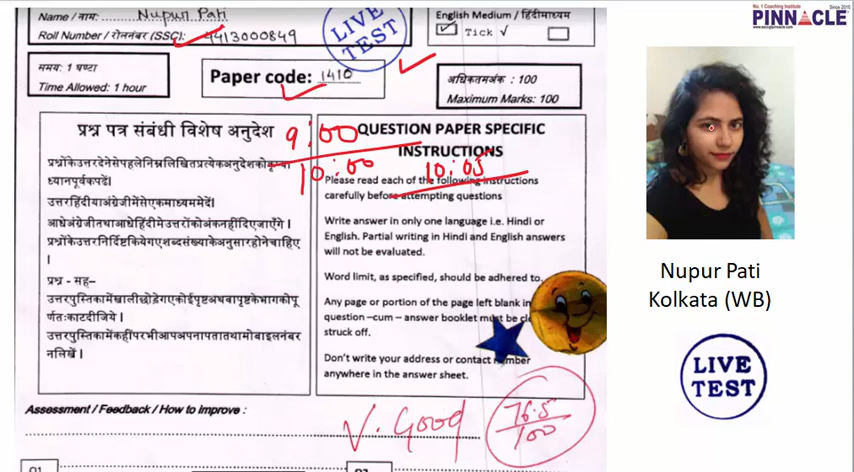 Name / नाम: Nupur Pati
Roll Number / रोलनंबर (SSC): 4413000849
LIVE
TEST
English Medium / हिंदीमाध्यम
Tick √
No. 1 Coaching Institute
Since 2015
PINNACLE
समय: 1 घण्टा
Time Allowed: 1 hour
Paper code: 1410
अधिकतमअंक : 100
Maximum Marks: 100
प्रश्न पत्र संबंधी विशेष अनुदेश
9:00
10:00
प्रश्नोंकेउत्तरदेनेसेपहलेनिम्नलिखितप्रत्येकअनुदेशकोकृप्या
ध्यानपूर्वकपढ़ें।
उत्तरहिंदीयाअंग्रेजीमेंसेएकमाध्यममेंदें।
आधेअंग्रेजीतथाआधेहिंदीमेंउत्तरोंकोअंकनहींदिएजाएँगे।
प्रश्नोंकेउत्तरनिर्दिष्टकियेगएशब्दसंख्याकेअनुसारहोनेचाहिए
।
प्रश्न - सह–
उत्तरपुस्तिकामेंखालीछोड़ेगएकोईपृष्टअथवापृष्टकेभागकोपू
र्णतःकाटदीजिये।
उत्तरपुस्तिकामेंकहींपरभीआपअपनापतातथामोबाइलनंबर
नलिखें।
QUESTION PAPER SPECIFIC
INSTRUCTIONS
10:05
Please read each of the following instructions
carefully before attempting questions
Write answer in only one language i.e. Hindi or
English. Partial writing in Hindi and English answers
will not be evaluated.
Word limit, as specified, should be adhered to.
Any page or portion of the page left blank in
question –cum – answer booklet must be cle
struck off.
Don't write your address or contact number
anywhere in the answer sheet.
Nupur Pati
Kolkata (WB)
LIVE
TEST
Assessment / Feedback / How to Improve :
V. Good
76.5
100